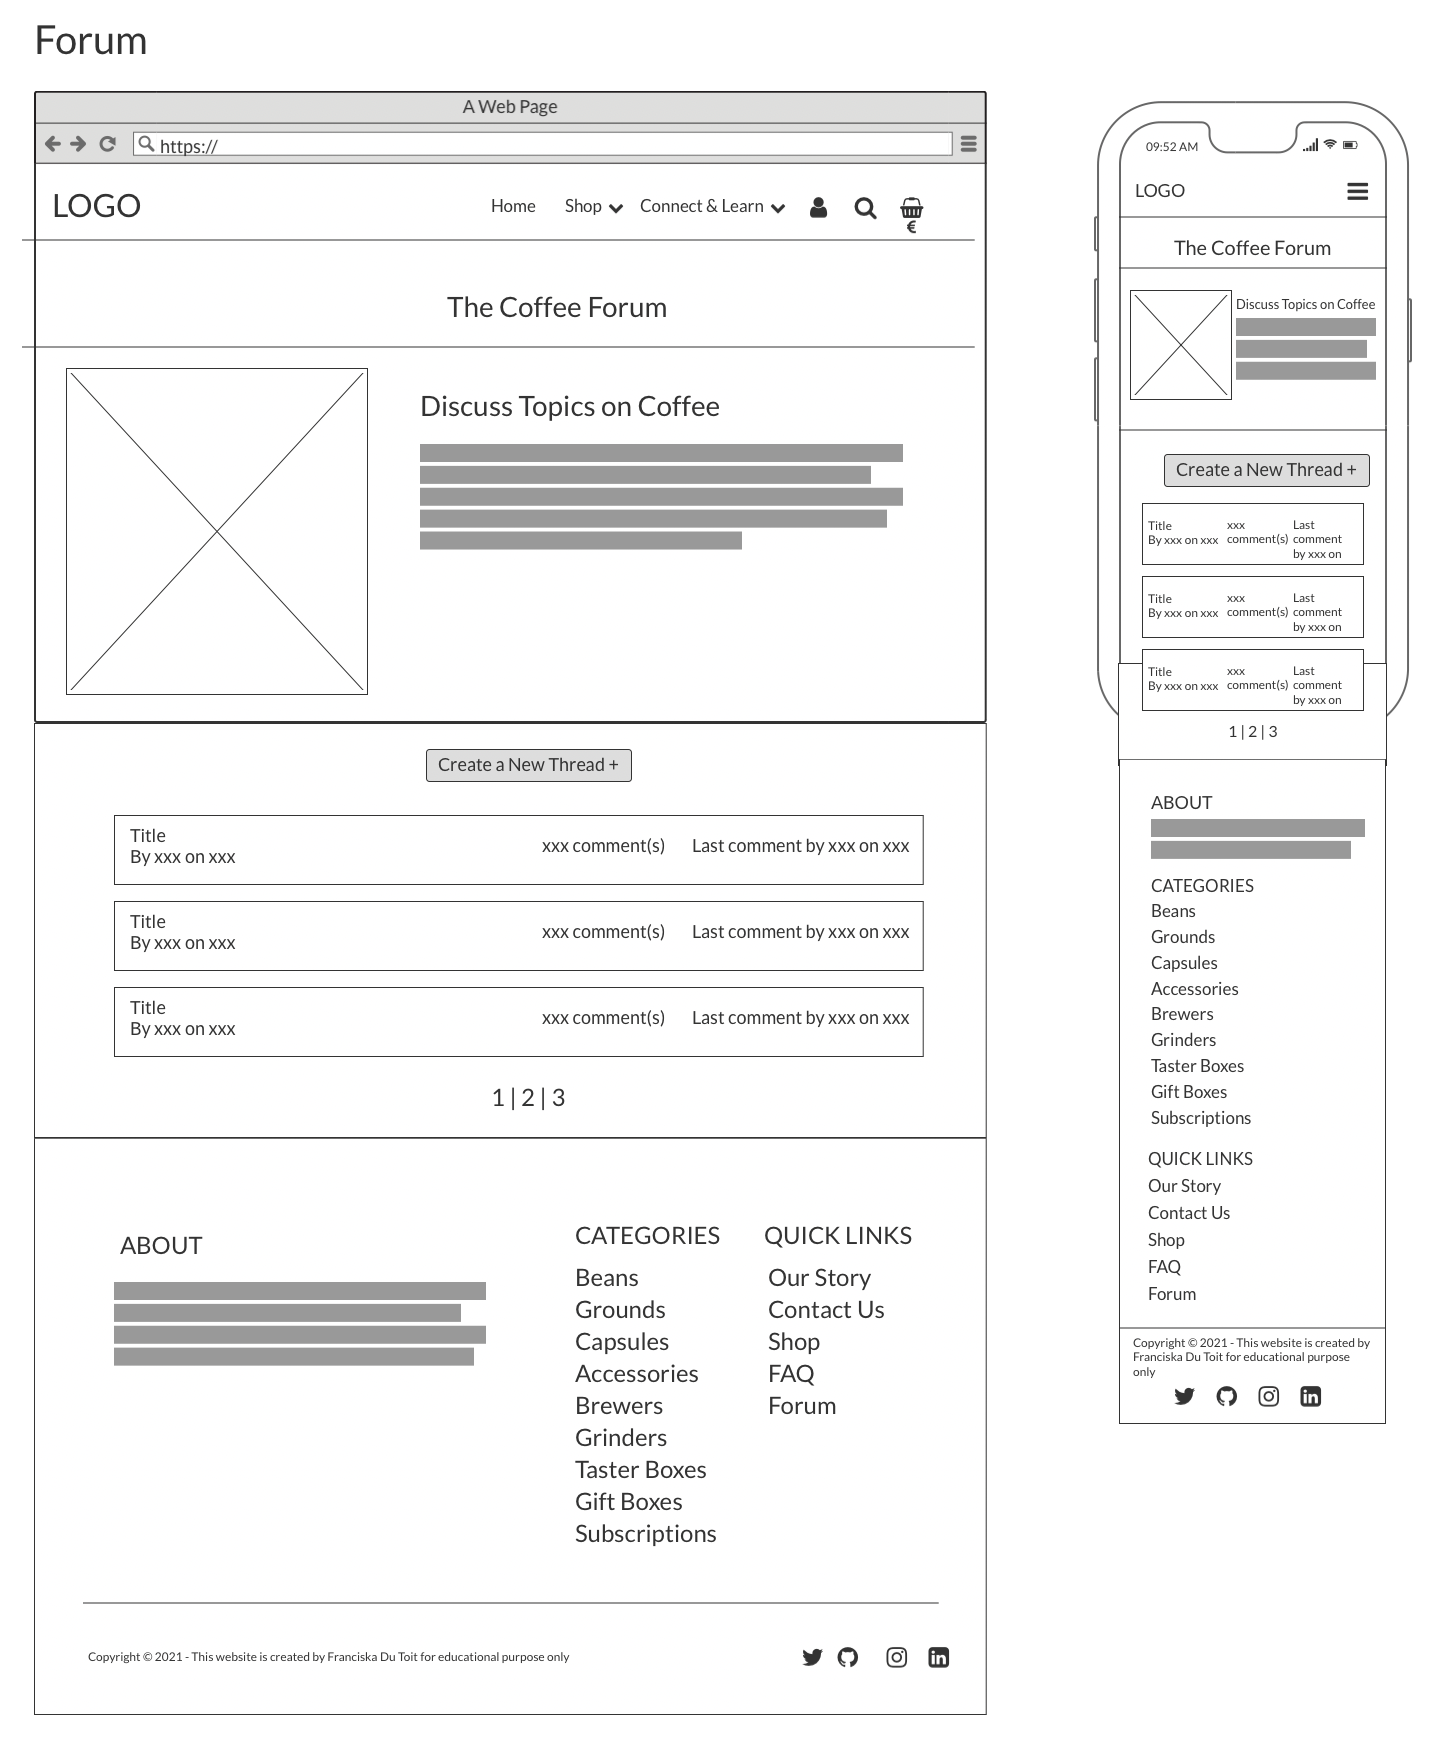 Forum
A Web Page
https://
LOGO
Home
Shop
Connect & Learn
€
The Coffee Forum
Discuss Topics on Coffee
Create a New Thread +
Title
By xxx on xxx
xxx comment(s)
Last comment by xxx on xxx
Title
By xxx on xxx
xxx comment(s)
Last comment by xxx on xxx
Title
By xxx on xxx
xxx comment(s)
Last comment by xxx on xxx
1 | 2 | 3
ABOUT
CATEGORIES
Beans
Grounds
Capsules
Accessories
Brewers
Grinders
Taster Boxes
Gift Boxes
Subscriptions
QUICK LINKS
Our Story
Contact Us
Shop
FAQ
Forum
Copyright © 2021 - This website is created by Franciska Du Toit for educational purpose only
in
09:52 AM
LOGO
The Coffee Forum
Discuss Topics on Coffee
Create a New Thread +
Title
By xxx on xxx
xxx
comment(s)
Last
comment
by xxx on
Title
By xxx on xxx
xxx
comment(s)
Last
comment
by xxx on
Title
By xxx on xxx
xxx
comment(s)
Last
comment
by xxx on
1 | 2 | 3
ABOUT
CATEGORIES
Beans
Grounds
Capsules
Accessories
Brewers
Grinders
Taster Boxes
Gift Boxes
Subscriptions
QUICK LINKS
Our Story
Contact Us
Shop
FAQ
Forum
Copyright © 2021 - This website is created by
Franciska Du Toit for educational purpose
only
in